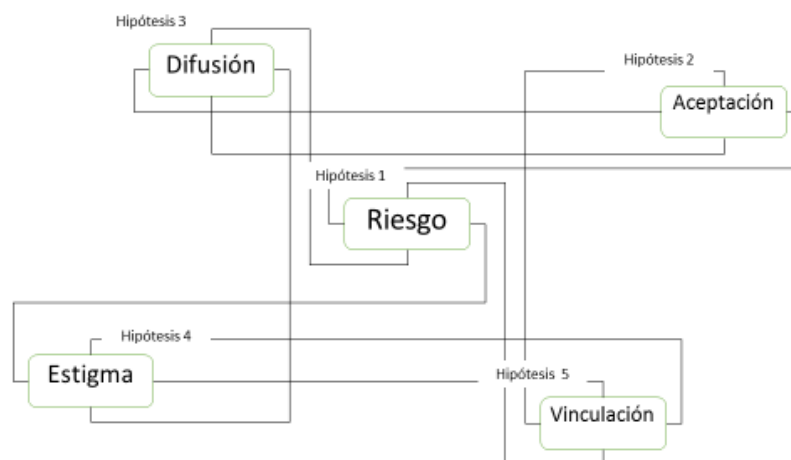 Hipótesis 3
Difusión
Hipótesis 2
Aceptación
Hipótesis 1
Riesgo
Hipótesis 4
Estigma
Hipótesis 5
Vinculación